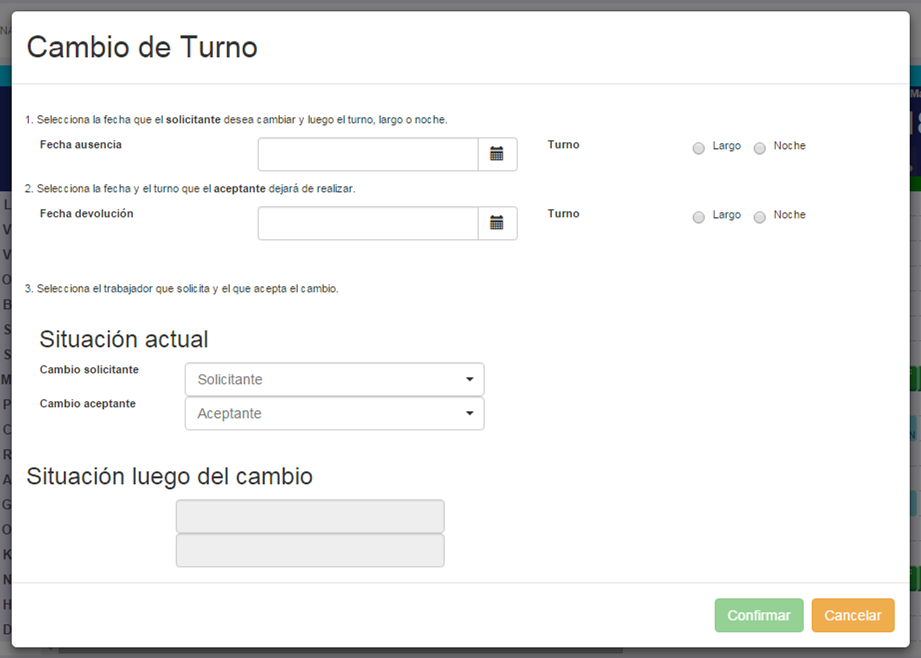 Cambio de Turno
1. Selecciona la fecha que el solicitante desea cambiar y luego el turno, largo o noche.
Fecha ausencia Turno Largo Noche
2. Selecciona la fecha y el turno que el aceptante dejará de realizar.
Fecha devolución Turno Largo Noche
3. Selecciona el trabajador que solicita y el que acepta el cambio.
Situación actual
Cambio solicitante Solicitante
Cambio aceptante Aceptante
Situación luego del cambio
Confirmar Cancelar